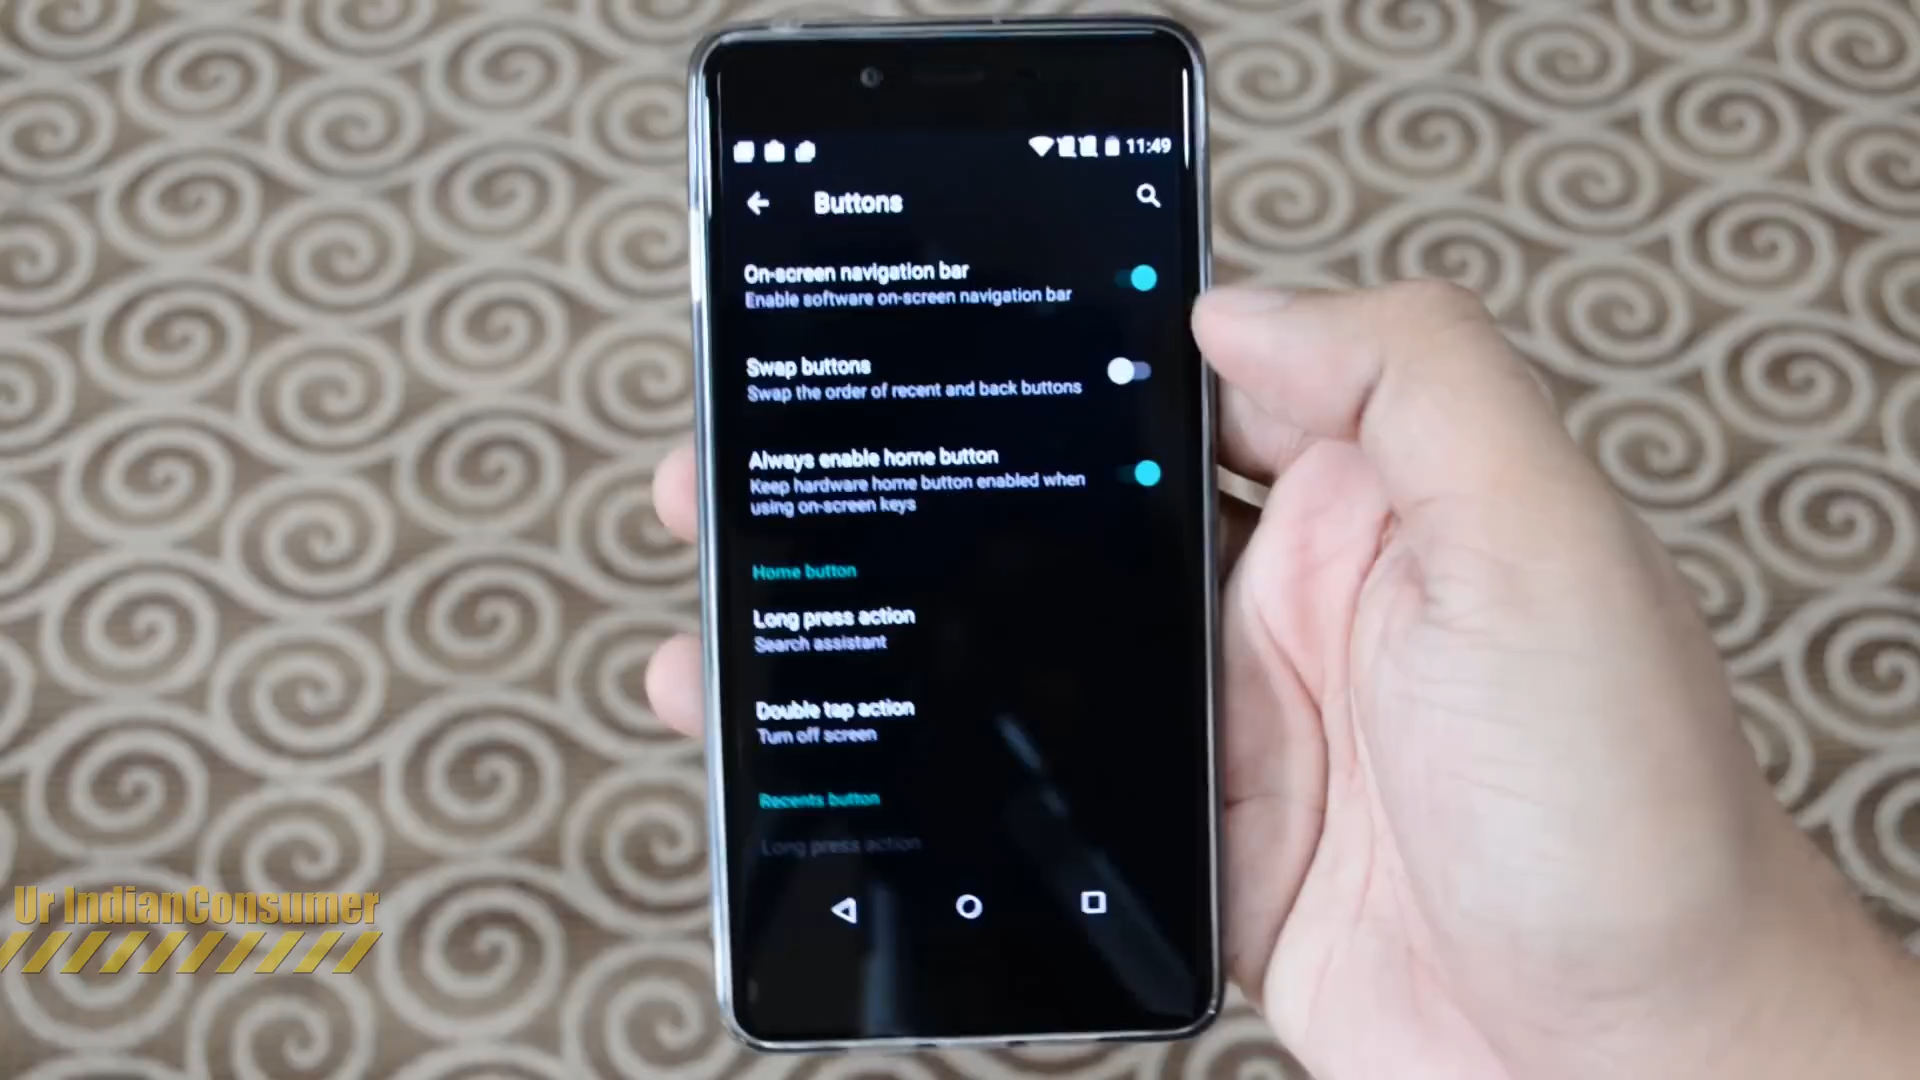 11:49
Buttons
On-screen navigation bar
Enable software on-screen navigation bar
Swap buttons
Swap the order of recent and back buttons
Always enable home button
Keep hardware home button enabled when
using on-screen keys
Home button
Long press action
Search assistant
Double tap action
Turn off screen
Recents button
Long press action
Ur IndianConsumer